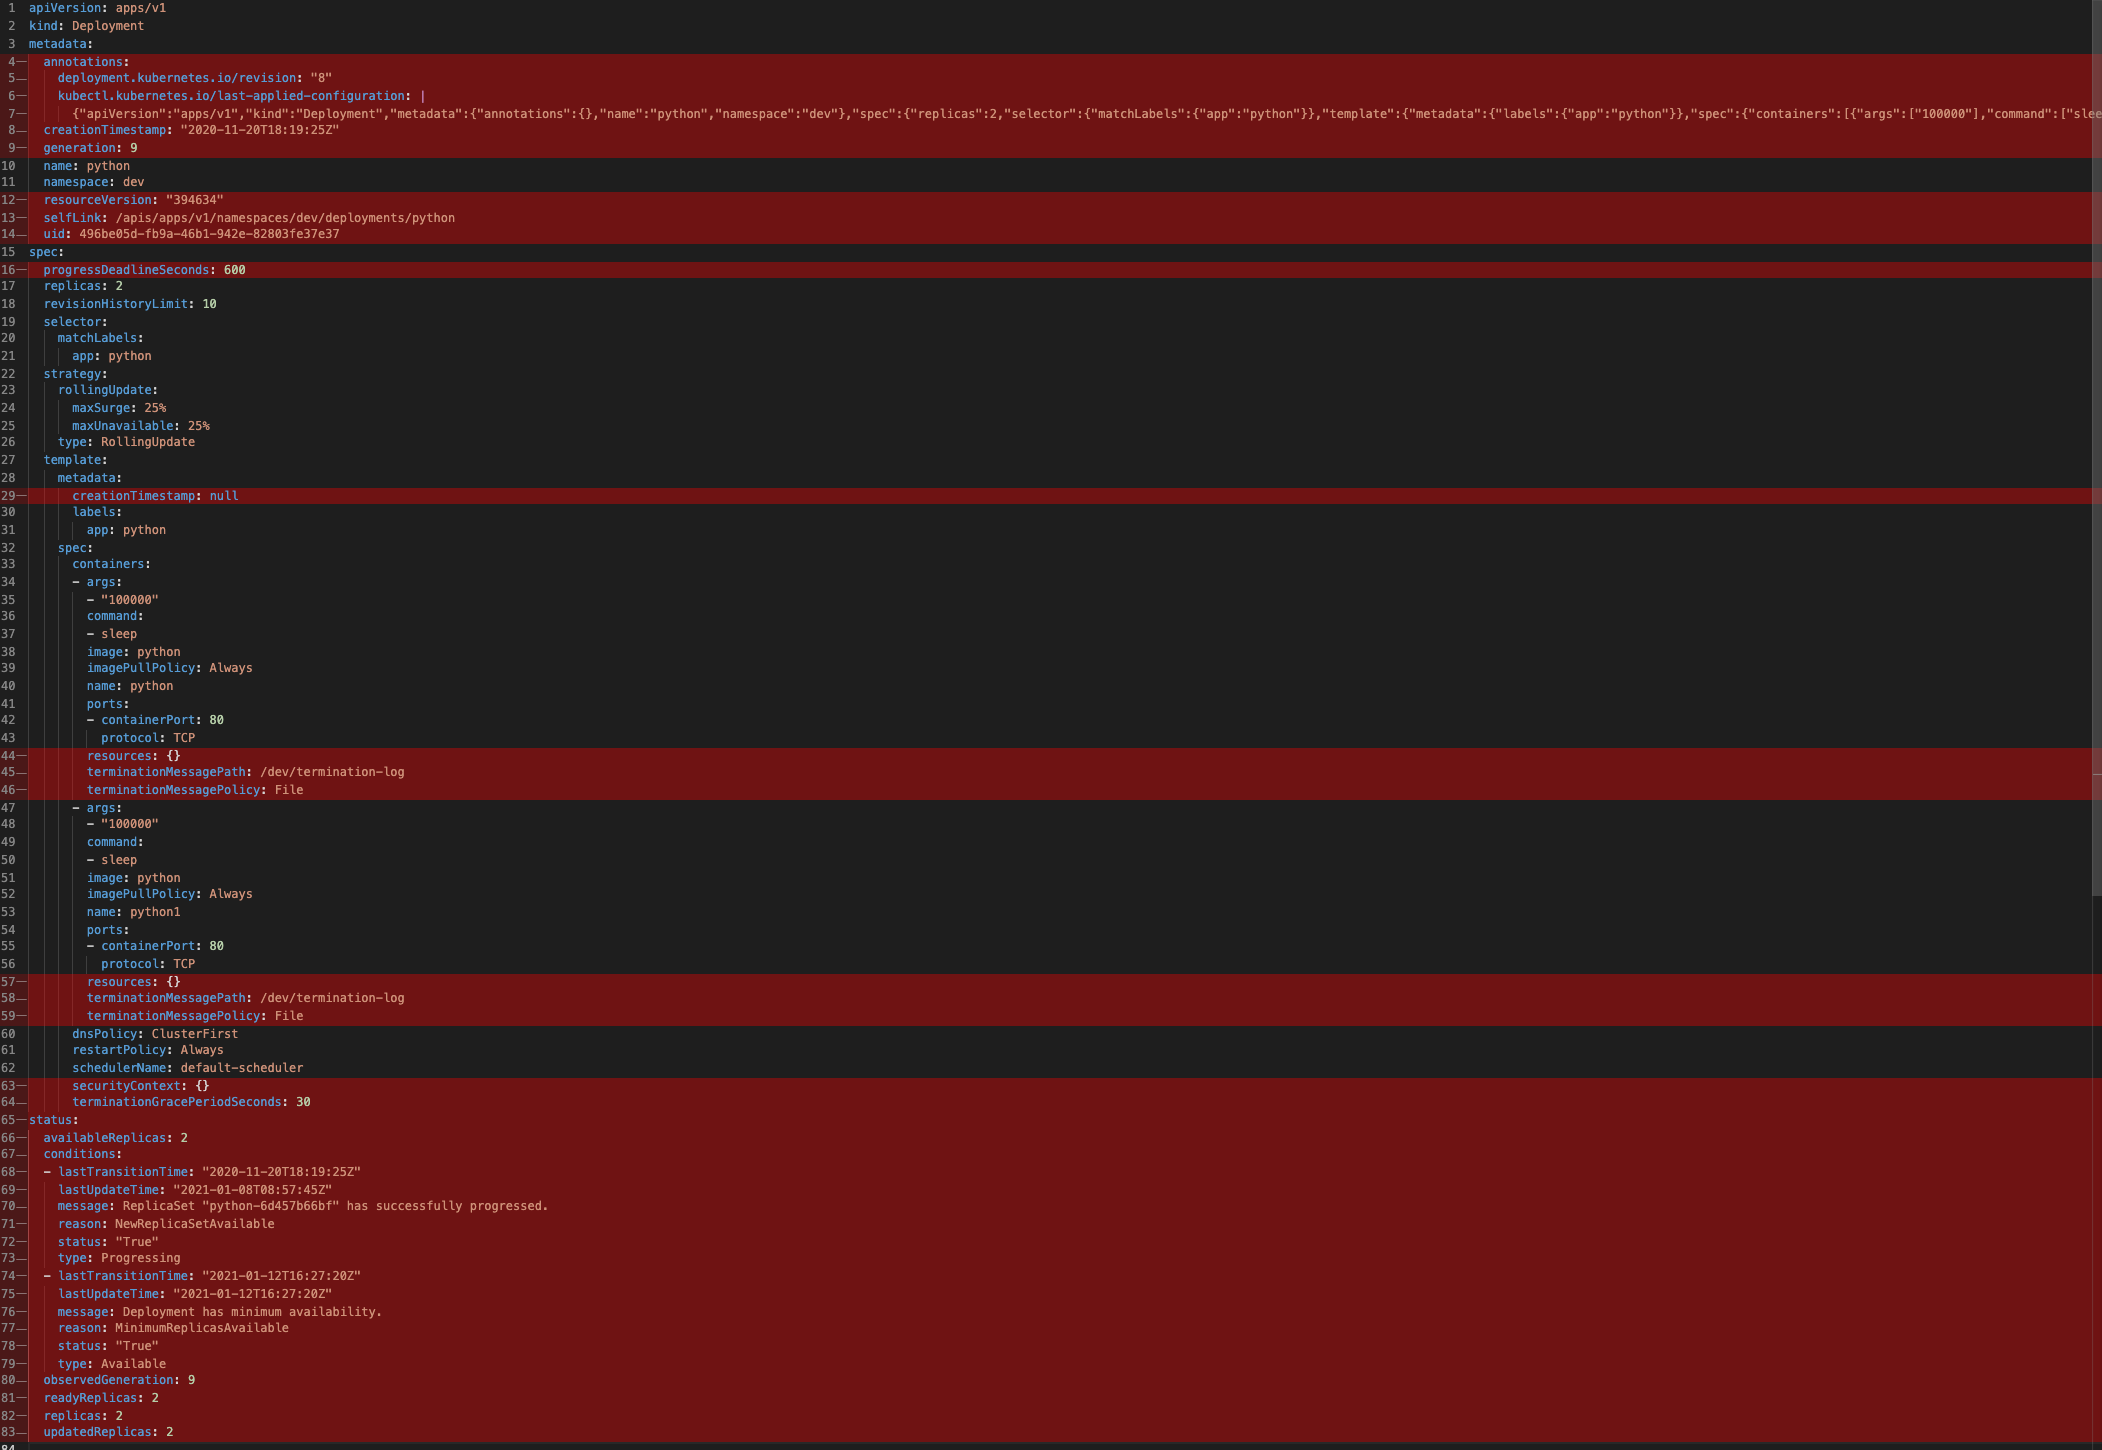 1 apiVersion: apps/v1
2 kind: Deployment
3 metadata:
4— annotations:
5— deployment.kubernetes.io/revision: "8"
6— kubectl.kubernetes.io/last-applied-configuration: |
7— {"apiVersion":"apps/v1","kind":"Deployment","metadata":{"annotations":{},"name":"python","namespace":"dev"},"spec":{"replicas":2,"selector":{"matchLabels":{"app":"python"}},"template":{"metadata":{"labels":{"app":"python"}},"spec":{"containers":[{"args":["100000"],"command":["slee
8— creationTimestamp: "2020-11-20T18:19:25Z"
9— generation: 9
10 name: python
11 namespace: dev
12— resourceVersion: "394634"
13— selfLink: /apis/apps/v1/namespaces/dev/deployments/python
14— uid: 496be05d-fb9a-46b1-942e-82803fe37e37
15 spec:
16— progressDeadlineSeconds: 600
17 replicas: 2
18 revisionHistoryLimit: 10
19 selector:
20 matchLabels:
21 app: python
22 strategy:
23 rollingUpdate:
24 maxSurge: 25%
25 maxUnavailable: 25%
26 type: RollingUpdate
27 template:
28 metadata:
29— creationTimestamp: null
30 labels:
31 app: python
32 spec:
33 containers:
34 - args:
35 - "100000"
36 command:
37 - sleep
38 image: python
39 imagePullPolicy: Always
40 name: python
41 ports:
42 - containerPort: 80
43 protocol: TCP
44— resources: {}
45— terminationMessagePath: /dev/termination-log
46— terminationMessagePolicy: File
47 - args:
48 - "100000"
49 command:
50 - sleep
51 image: python
52 imagePullPolicy: Always
53 name: python1
54 ports:
55 - containerPort: 80
56 protocol: TCP
57— resources: {}
58— terminationMessagePath: /dev/termination-log
59— terminationMessagePolicy: File
60 dnsPolicy: ClusterFirst
61 restartPolicy: Always
62 schedulerName: default-scheduler
63— securityContext: {}
64— terminationGracePeriodSeconds: 30
65— status:
66— availableReplicas: 2
67— conditions:
68— - lastTransitionTime: "2020-11-20T18:19:25Z"
69— lastUpdateTime: "2021-01-08T08:57:45Z"
70— message: ReplicaSet "python-6d457b66bf" has successfully progressed.
71— reason: NewReplicaSetAvailable
72— status: "True"
73— type: Progressing
74— - lastTransitionTime: "2021-01-12T16:27:20Z"
75— lastUpdateTime: "2021-01-12T16:27:20Z"
76— message: Deployment has minimum availability.
77— reason: MinimumReplicasAvailable
78— status: "True"
79— type: Available
80— observedGeneration: 9
81— readyReplicas: 2
82— replicas: 2
83— updatedReplicas: 2
84